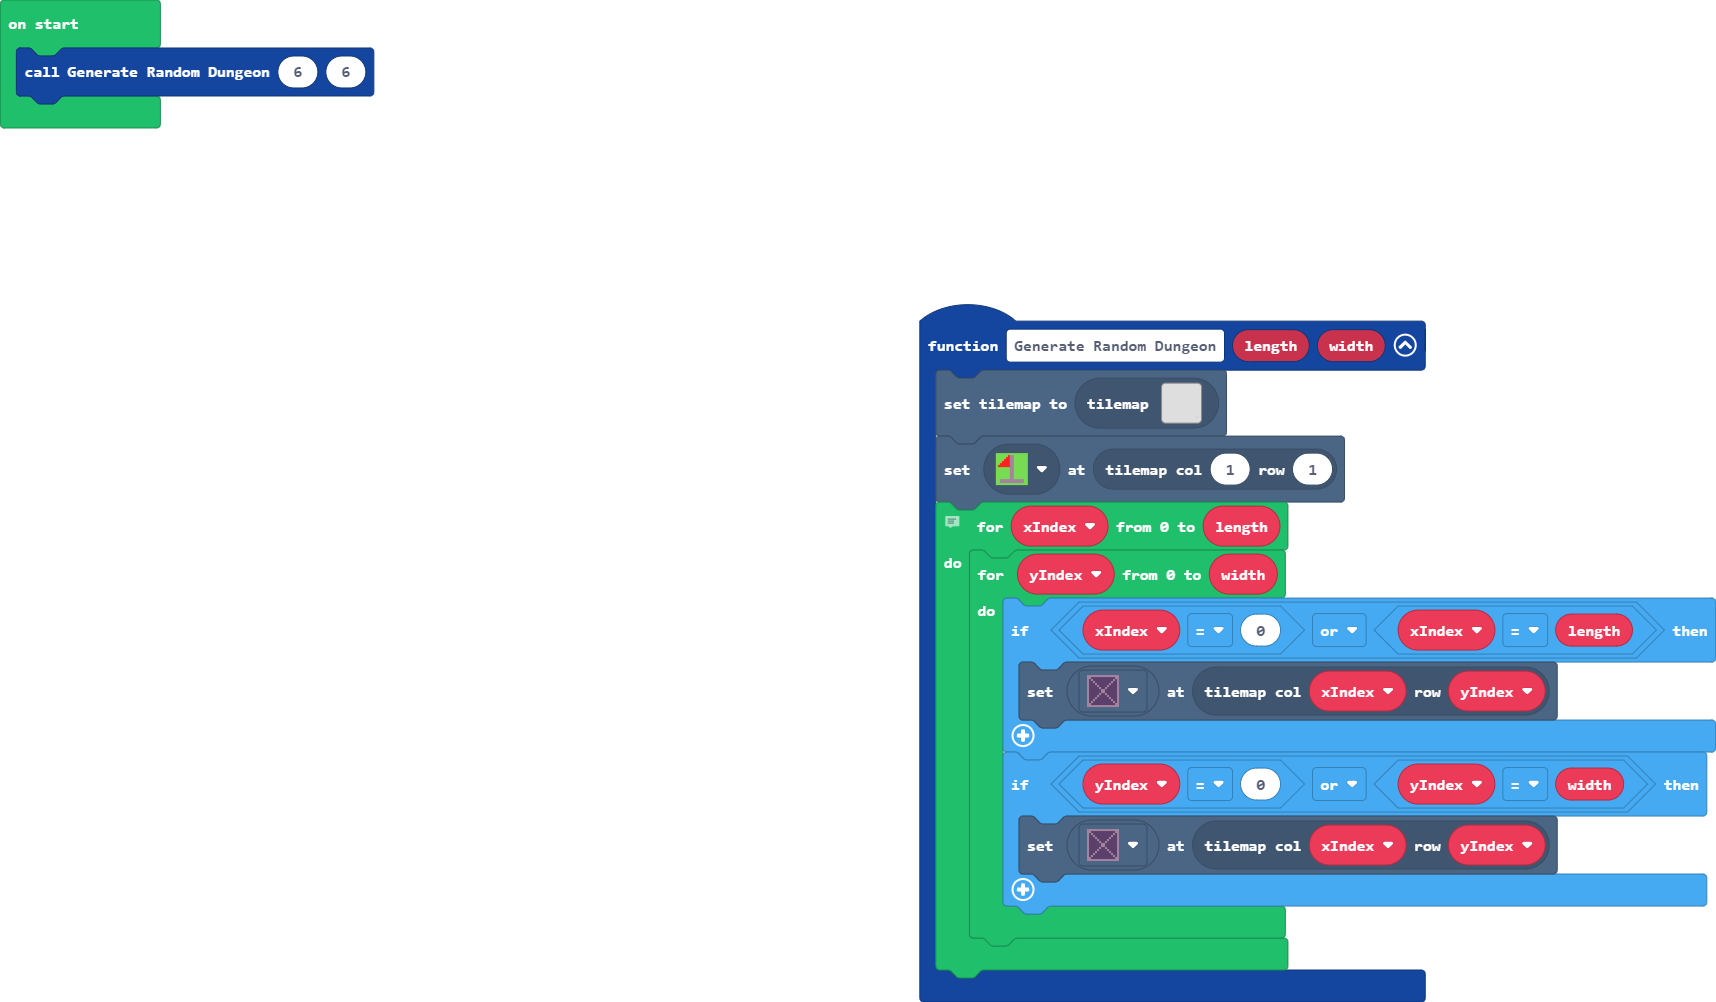 on start
call Generate Random Dungeon 6 6
function Generate Random Dungeon length width
set tilemap to tilemap
set at tilemap col 1 row 1
for xIndex from 0 to length
do
for yIndex from 0 to width
do
if xIndex = 0 or xIndex = length then
set at tilemap col xIndex row yIndex
if yIndex = 0 or yIndex = width then
set at tilemap col xIndex row yIndex